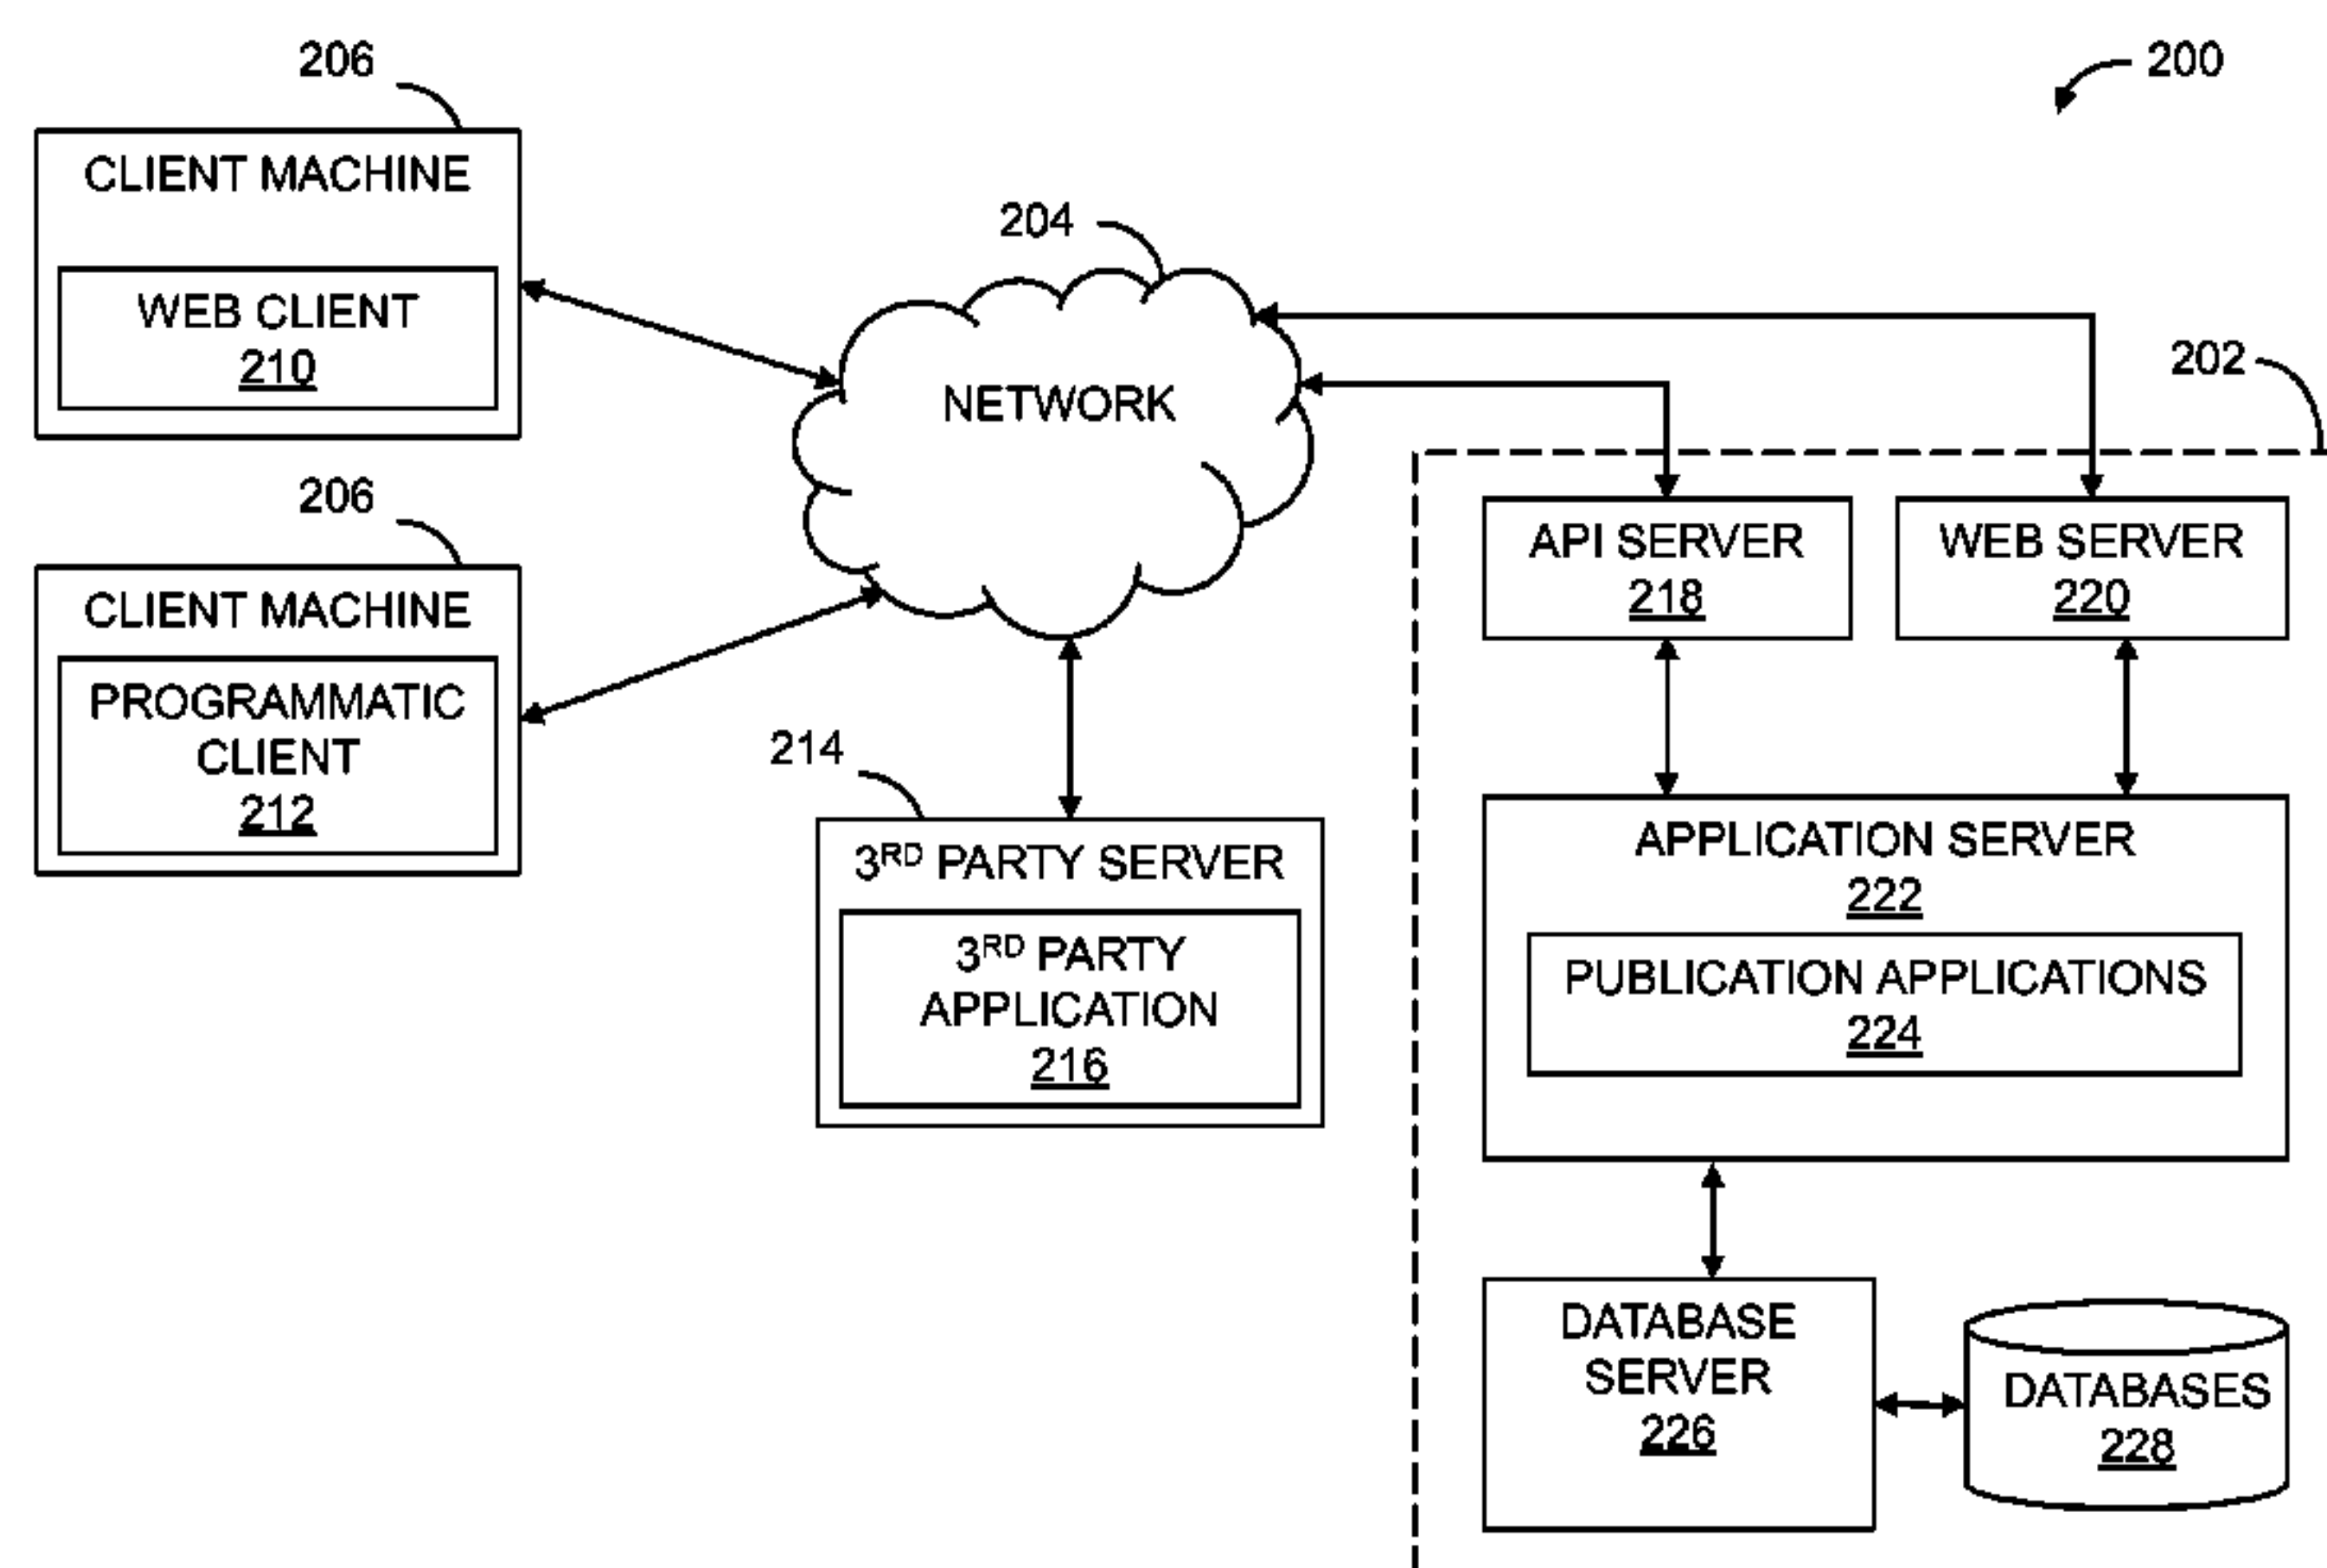 206
CLIENT MACHINE
WEB CLIENT
210
206
CLIENT MACHINE
PROGRAMMATIC
CLIENT
212
204
NETWORK
214
3RD PARTY SERVER
3RD PARTY
APPLICATION
216
200
202
API SERVER
218
WEB SERVER
220
APPLICATION SERVER
222
PUBLICATION APPLICATIONS
224
DATABASE
SERVER
226
DATABASES
228